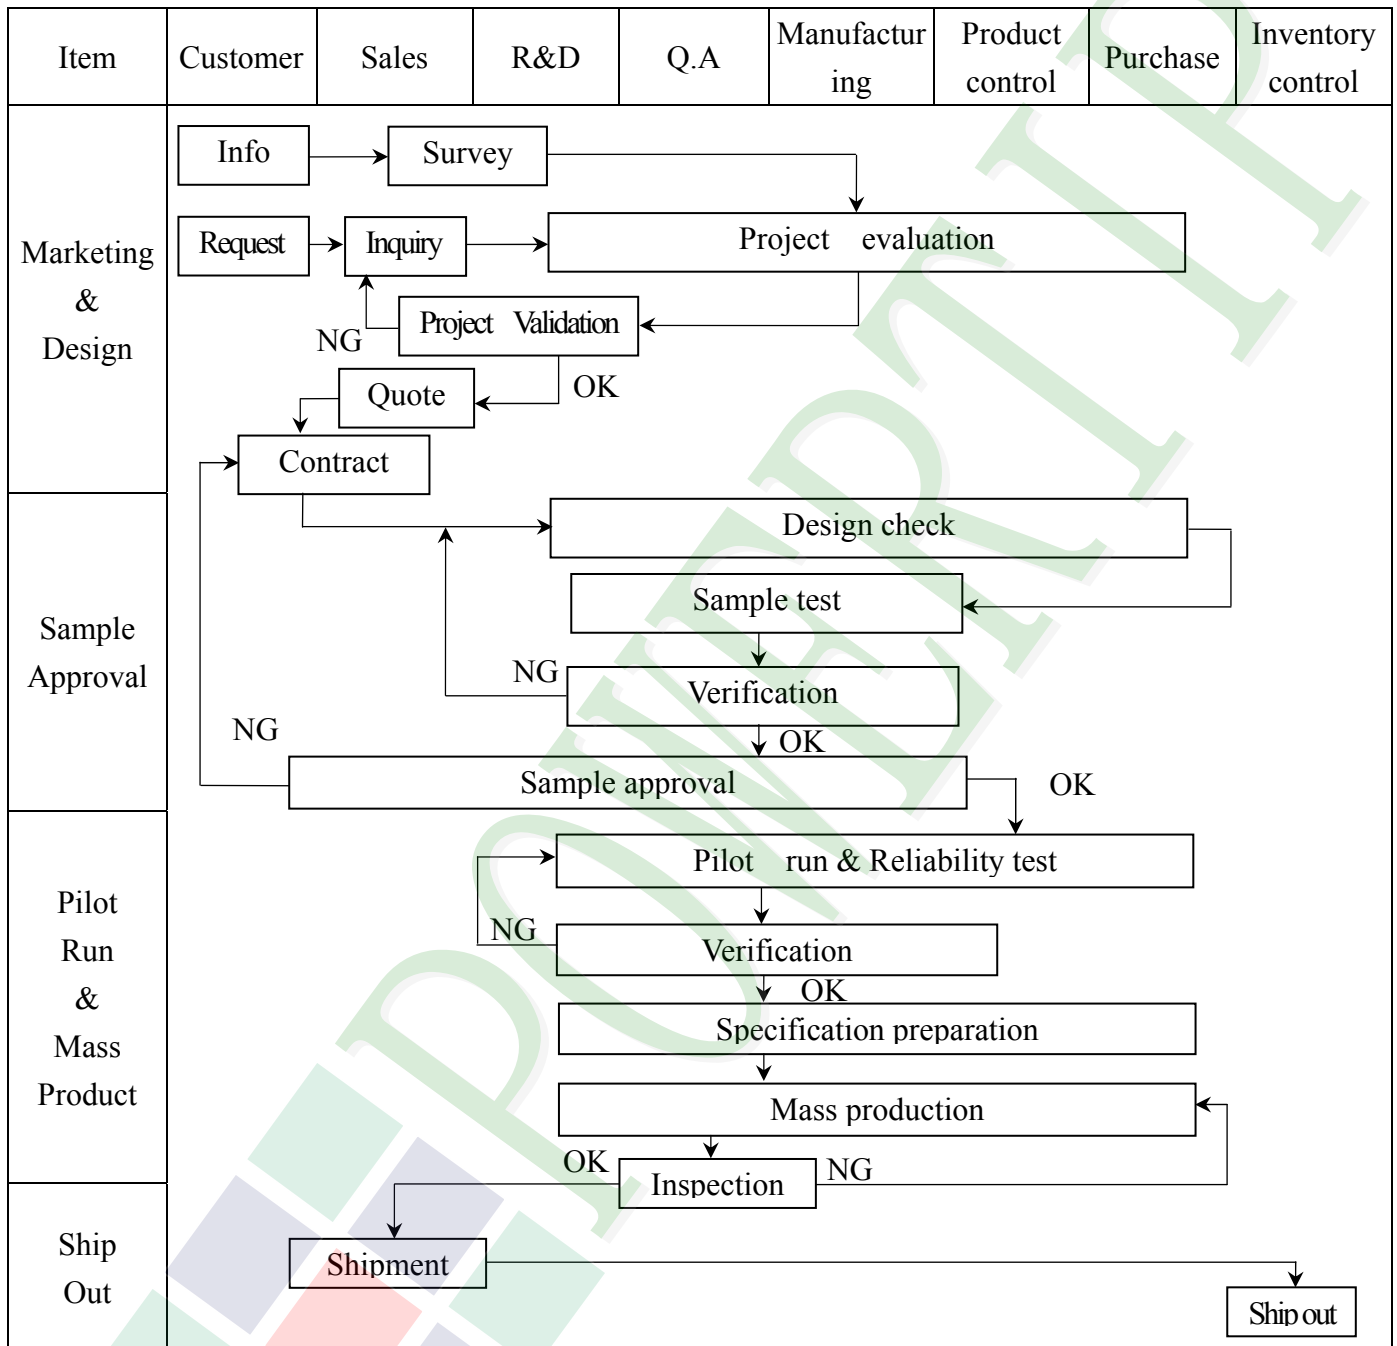 Item
Customer
Sales
R&D
Q.A
Manufactur
ing
Product
control
Purchase
Inventory
control
Marketing
&
Design
Info
Survey
Request
Inquiry
Project evaluation
Project Validation
NG
OK
Quote
Contract
Sample
Approval
Design check
Sample test
NG
Verification
OK
NG
Sample approval
OK
Pilot
Run
&
Mass
Product
Pilot run & Reliability test
NG
Verification
OK
Specification preparation
Mass production
OK
Inspection
NG
Ship
Out
Shipment
Ship out
POWERTIP